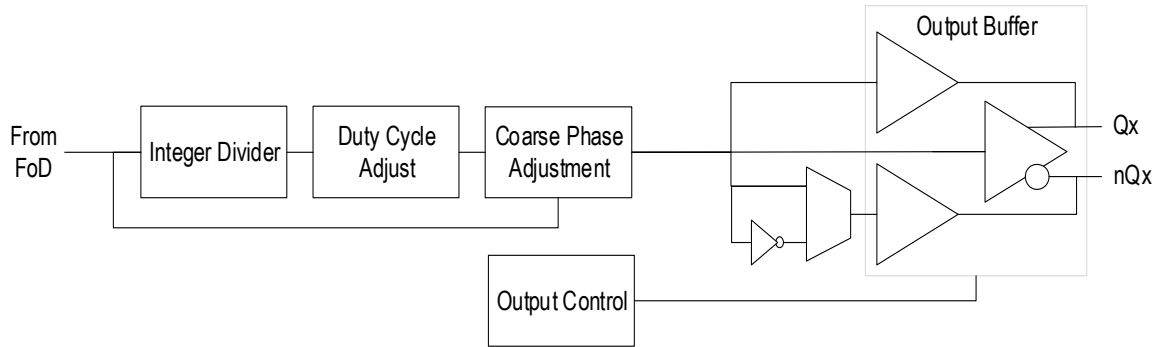 Output Buffer
From
FoD
Integer Divider
Duty Cycle
Adjust
Coarse Phase
Adjustment
Qx
nQx
Output Control